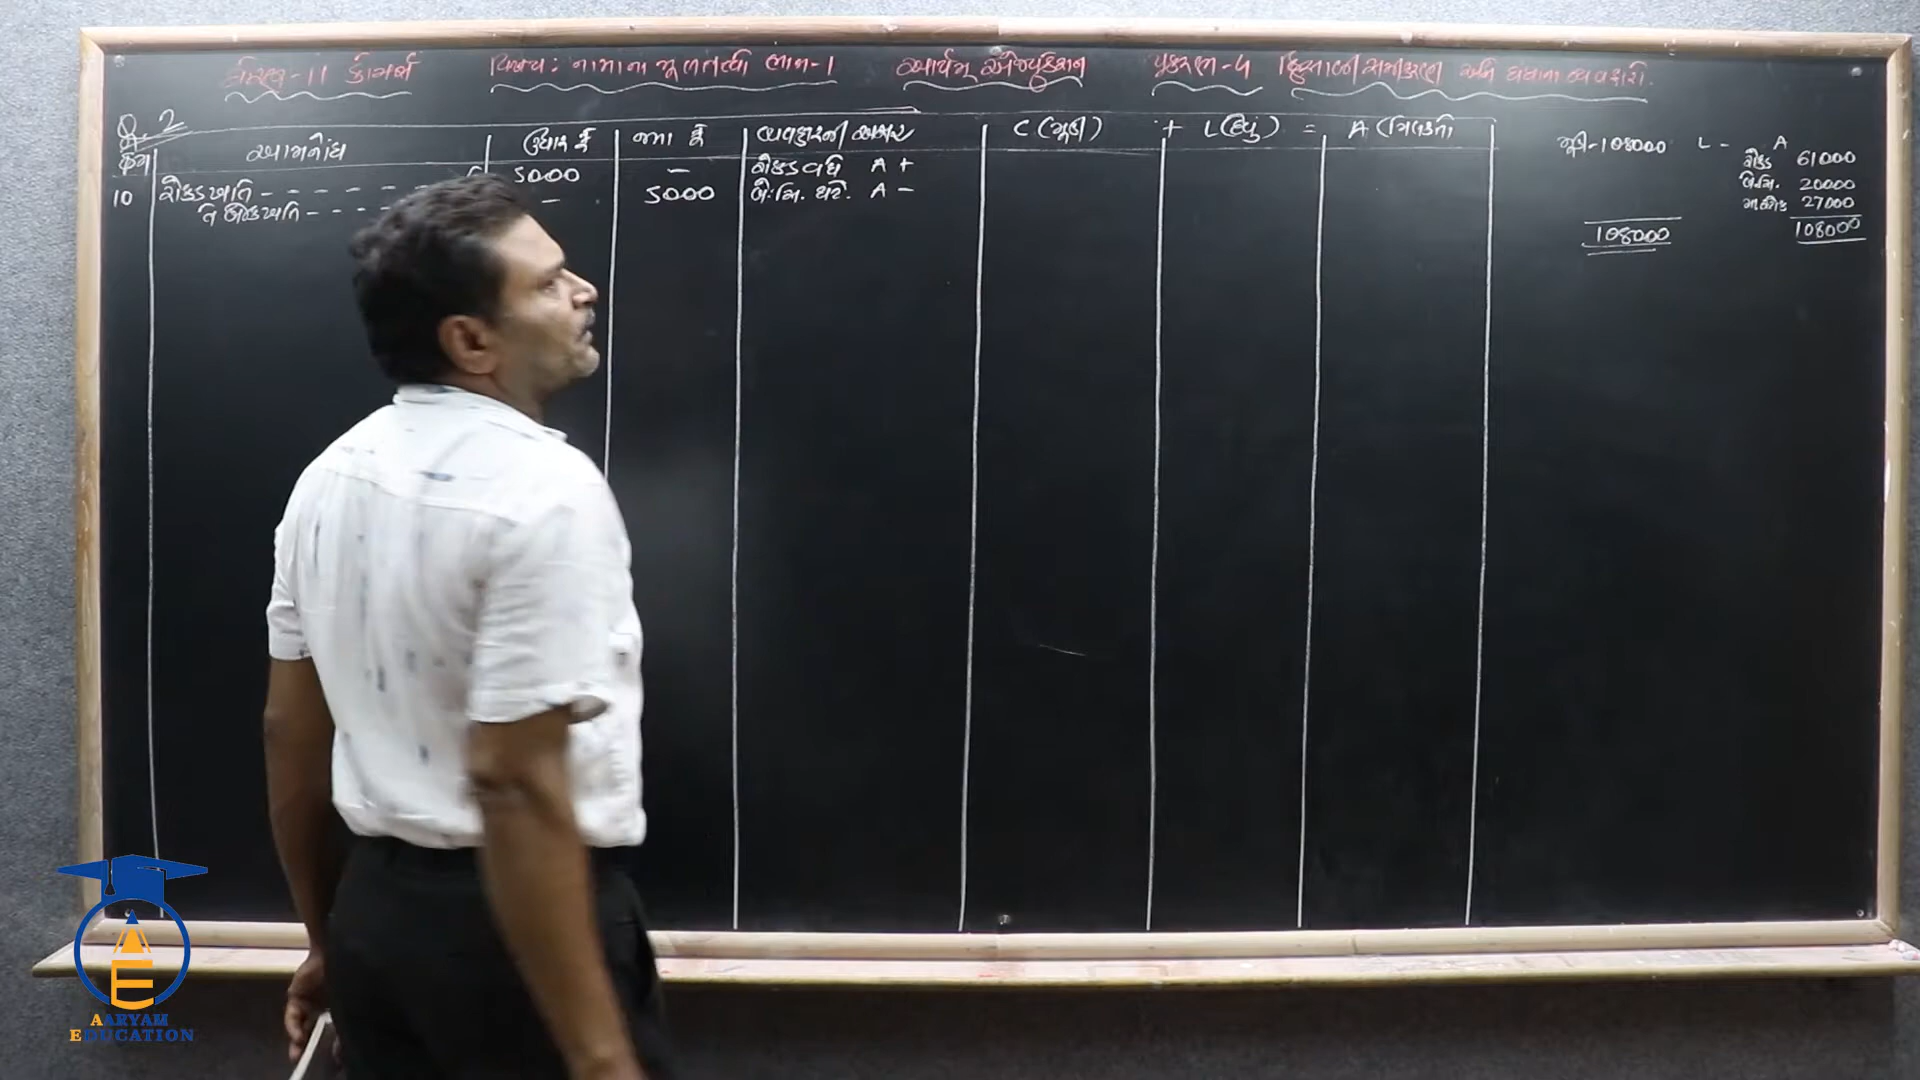 ધોરણ-11 કોમર્સ વિષય : નામાના મૂળતત્વો ભાગ-1 આર્યમ્ એજ્યુકેશન પ્રકરણ-5 હિસાબી સમીકરણ અને ધંધાના વ્યવહારો.
Q. 2
ક્રમ આમનોંધ ઉધાર રૂ જમા રૂ વ્યવહારની અસર C (મૂડી) + L (દેવું) = A (મિલકતો)
10 રોકડ ખાતે - - - - - 5000 — રોકડ વધે A +
તે બેંક ખાતે - - - — 5000 બે.સિ. ઘટે. A -
મૂડી-108000 L - A
રોકડ 61000
બે.સિ. 20000
27000
108000 108000
AARYAM
EDUCATION